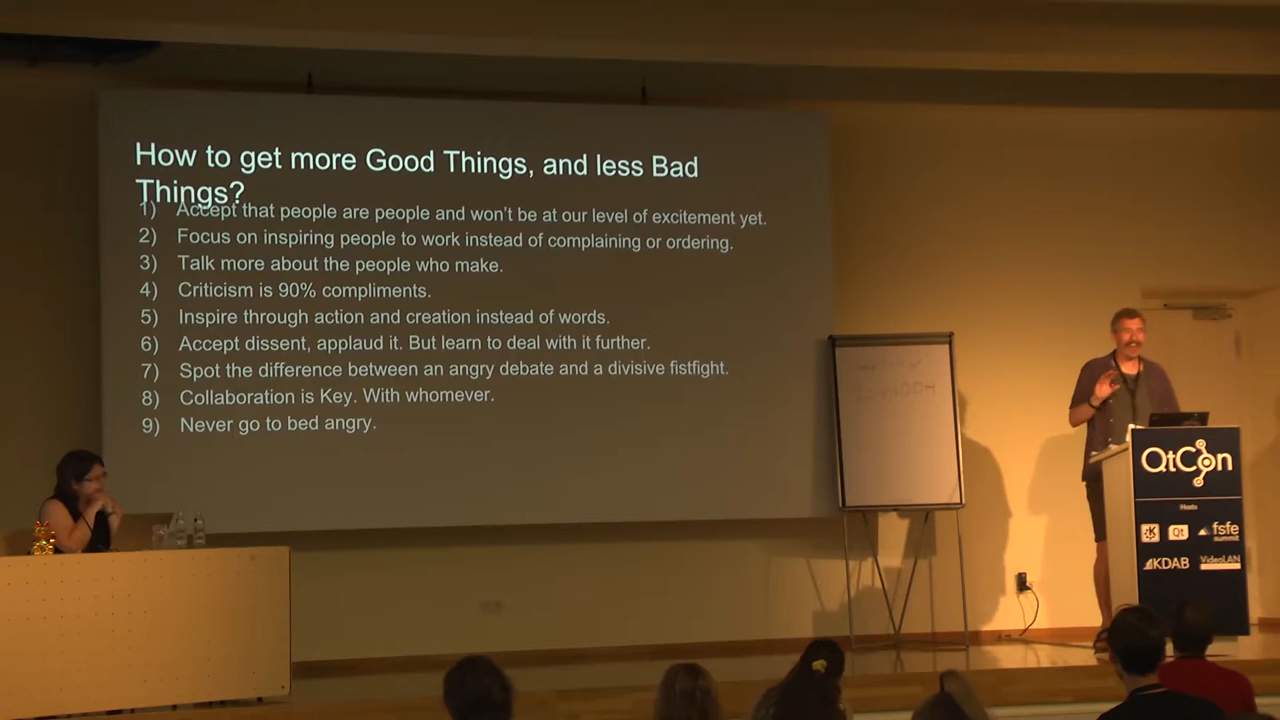 How to get more Good Things, and less Bad
Things?
1) Accept that people are people and won't be at our level of excitement yet.
2) Focus on inspiring people to work instead of complaining or ordering.
3) Talk more about the people who make.
4) Criticism is 90% compliments.
5) Inspire through action and creation instead of words.
6) Accept dissent, applaud it. But learn to deal with it further.
7) Spot the difference between an angry debate and a divisive fistfight.
8) Collaboration is Key. With whomever.
9) Never go to bed angry.
QtCon
Hosts
Qt fsfe
summit
KDAB VideoLAN